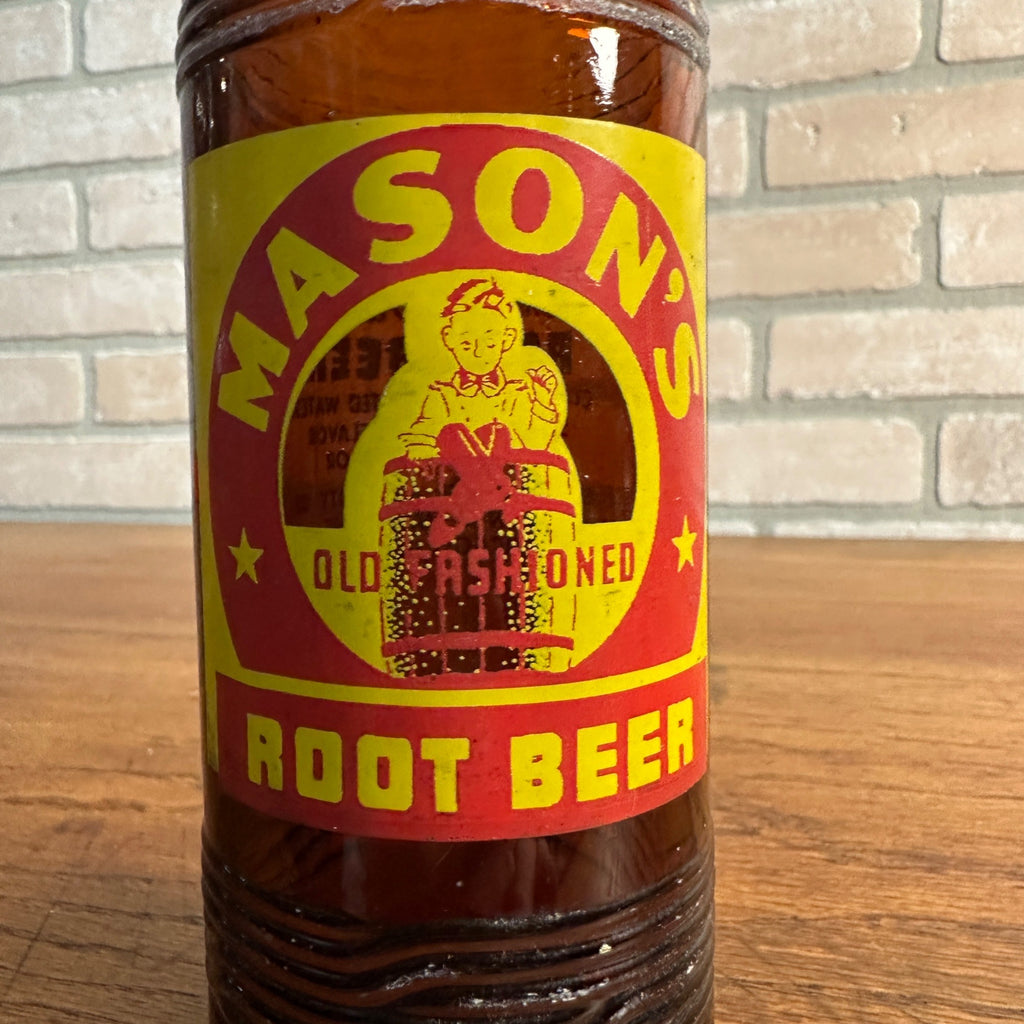 MASON'S
OLD FASHIONED
ROOT BEER